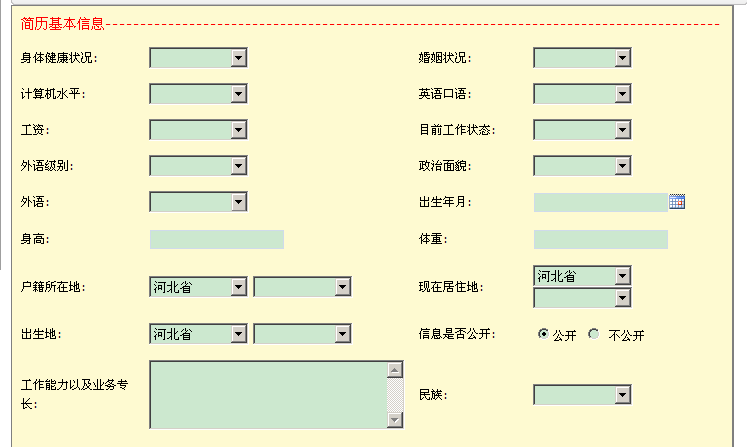 简历基本信息
身体健康状况: 婚姻状况:
计算机水平: 英语口语:
工资: 目前工作状态:
外语级别: 政治面貌:
外语: 出生年月:
身高: 体重:
户籍所在地: 河北省 现在居住地: 河北省
出生地: 河北省 信息是否公开: 公开 不公开
工作能力以及业务专
长:
民族: